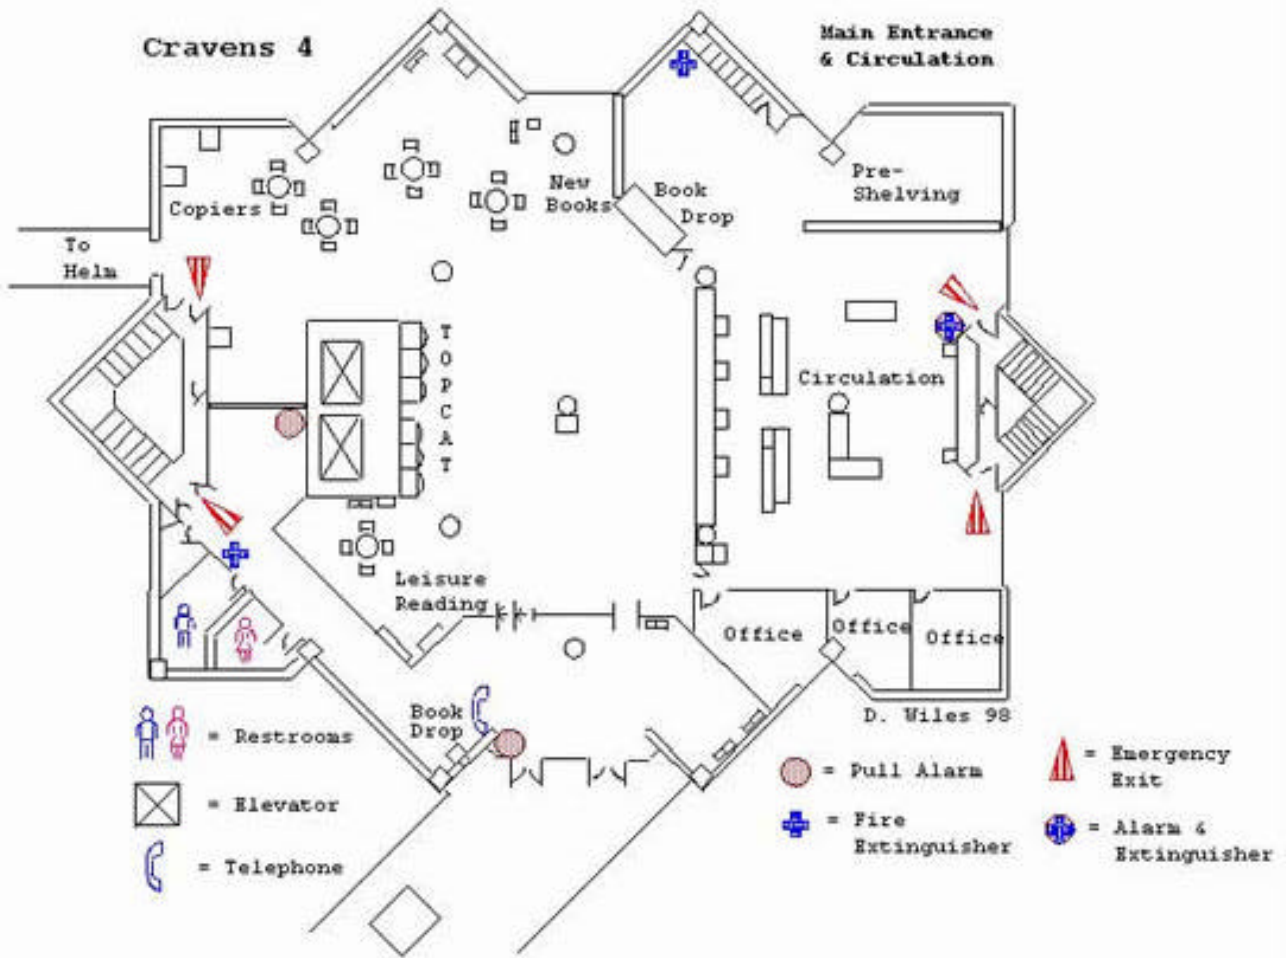 Cravens 4
Main Entrance
& Circulation
Pre-
Shelving
New
Books
Book
Drop
Copiers
To
Helm
TOPCAT
Circulation
Leisure
Reading
Office
Office
Office
Book
Drop
D. Wiles 98
= Restrooms
= Elevator
= Telephone
= Pull Alarm
= Fire
Extinguisher
= Emergency
Exit
= Alarm &
Extinguisher